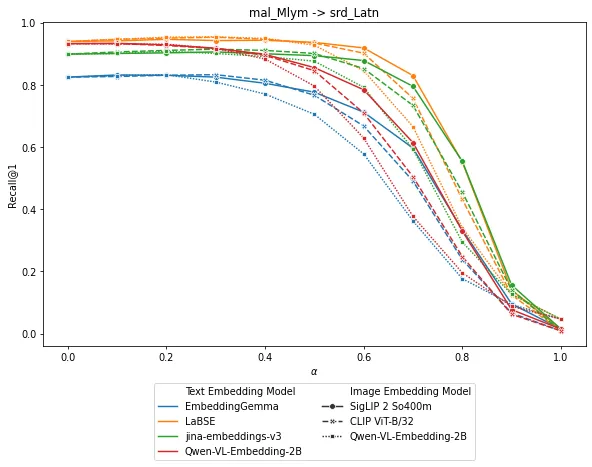 mal_Mlym -> srd_Latn
1.0
0.8
0.6
0.4
0.2
0.0
Recall@1
0.0 0.2 0.4 0.6 0.8 1.0
α
Text Embedding Model Image Embedding Model
EmbeddingGemma SigLIP 2 So400m
LaBSE CLIP ViT-B/32
jina-embeddings-v3 Qwen-VL-Embedding-2B
Qwen-VL-Embedding-2B